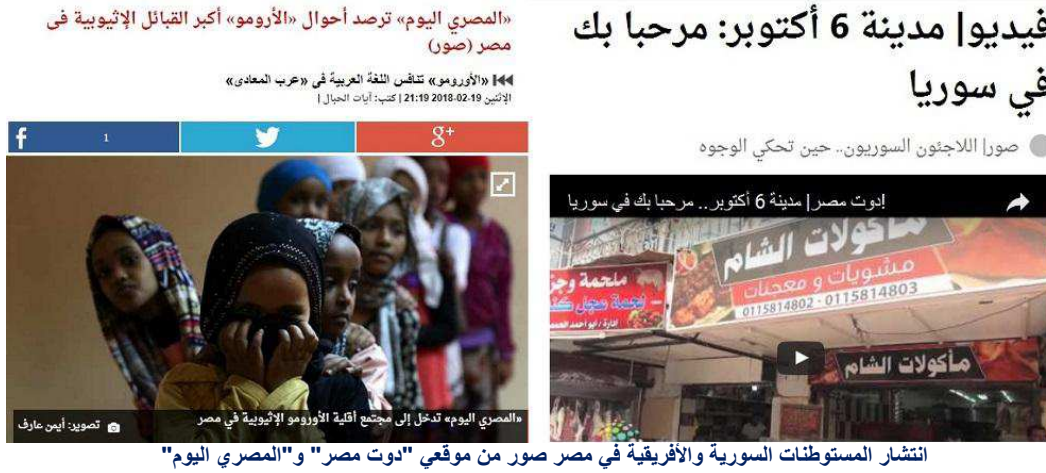 فيديو| مدينة 6 أكتوبر: مرحبا بك
في سوريا
صور| اللاجئون السوريون.. حين تحكي الوجوه
دوت مصر| مدينة 6 أكتوبر.. مرحبا بك في سوريا!
مأكولات الشام
مشويات و معجنات
0115814802 - 0115814803
ملحمة
مأكولات الشام
«المصري اليوم» ترصد أحوال «الأرومو» أكبر القبائل الإثيوبية فى
مصر (صور)
«الأورومو» تنافس اللغة العربية فى «عرب المعادى»
الإثنين 19-02-2018 21:19 | كتب: آيات الحبال |
f 1 g+
«المصري اليوم» تدخل إلى مجتمع أقلية الأورومو الإثيوبية في مصر
تصوير: أيمن عارف
انتشار المستوطنات السورية والأفريقية في مصر صور من موقعي "دوت مصر" و"المصري اليوم"